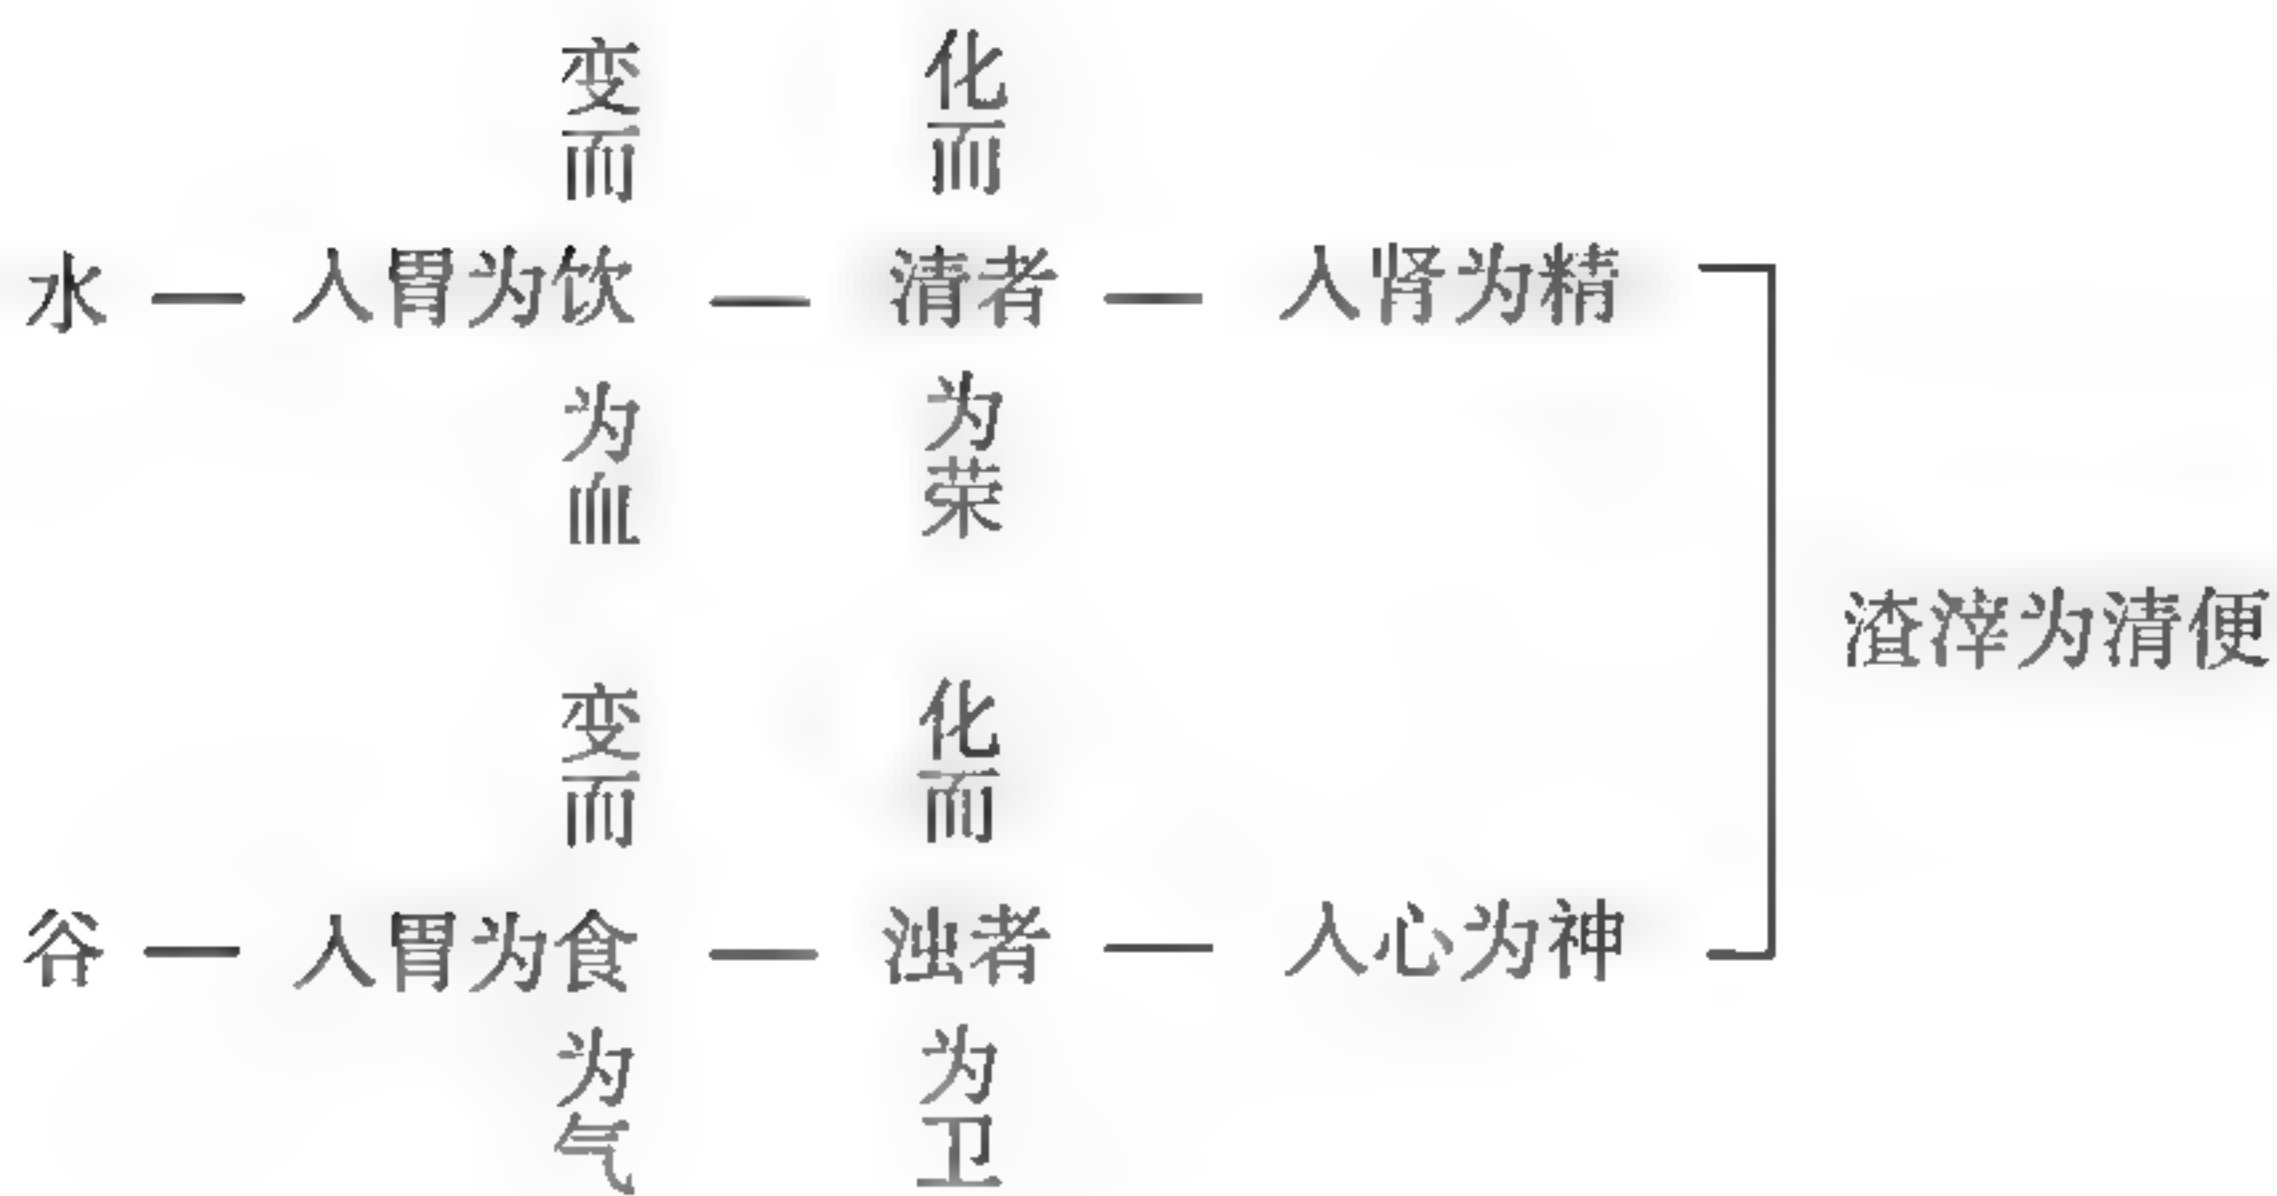 变而
化而
水 — 入胃为饮 — 清者 — 入肾为精
为血
为荣
渣滓为清便
变而
化而
谷 — 入胃为食 — 浊者 — 入心为神
为气
为卫